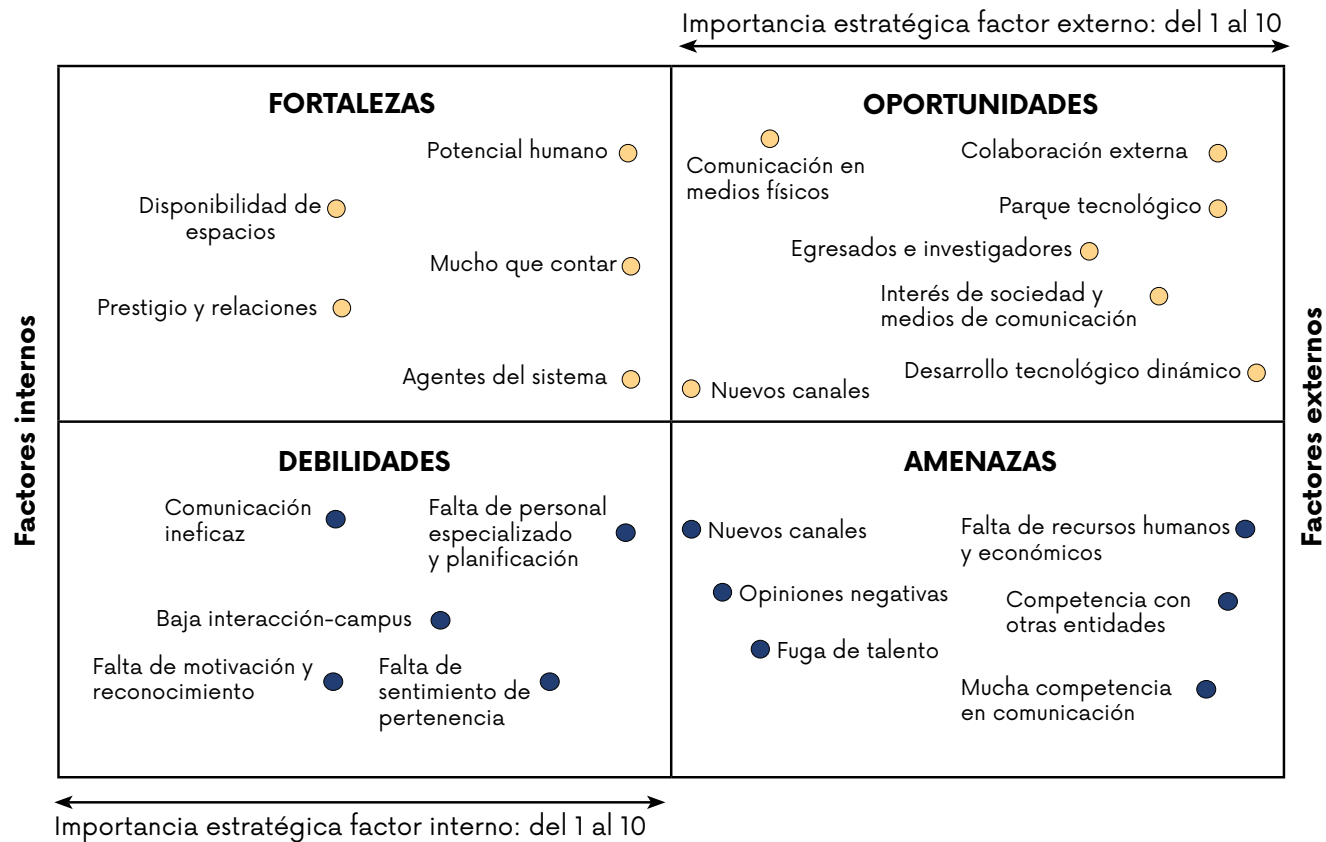 Importancia estratégica factor externo: del 1 al 10
FORTALEZAS
Potencial humano
Disponibilidad de
espacios
Mucho que contar
Prestigio y relaciones
Agentes del sistema
OPORTUNIDADES
Comunicación en
medios físicos
Colaboración externa
Parque tecnológico
Egresados e investigadores
Interés de sociedad y
medios de comunicación
Desarrollo tecnológico dinámico
Nuevos canales
Factores internos
Factores externos
DEBILIDADES
Comunicación
ineficaz
Falta de personal
especializado
y planificación
Baja interacción-campus
Falta de motivación y
reconocimiento
Falta de
sentimiento de
pertenencia
AMENAZAS
Nuevos canales
Falta de recursos humanos
y económicos
Opiniones negativas
Competencia con
otras entidades
Fuga de talento
Mucha competencia
en comunicación
Importancia estratégica factor interno: del 1 al 10